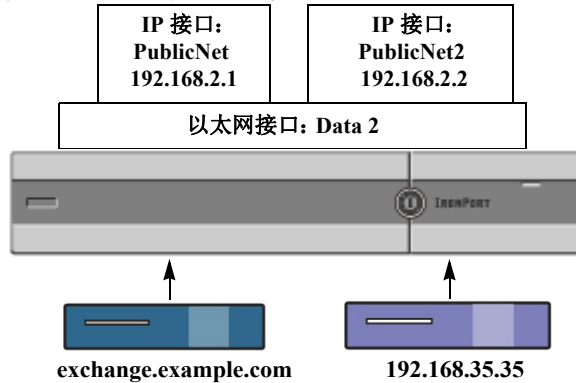 IP 接口：
PublicNet
192.168.2.1
IP 接口：
PublicNet2
192.168.2.2
以太网接口：Data 2
IRONPORT
exchange.example.com
192.168.35.35